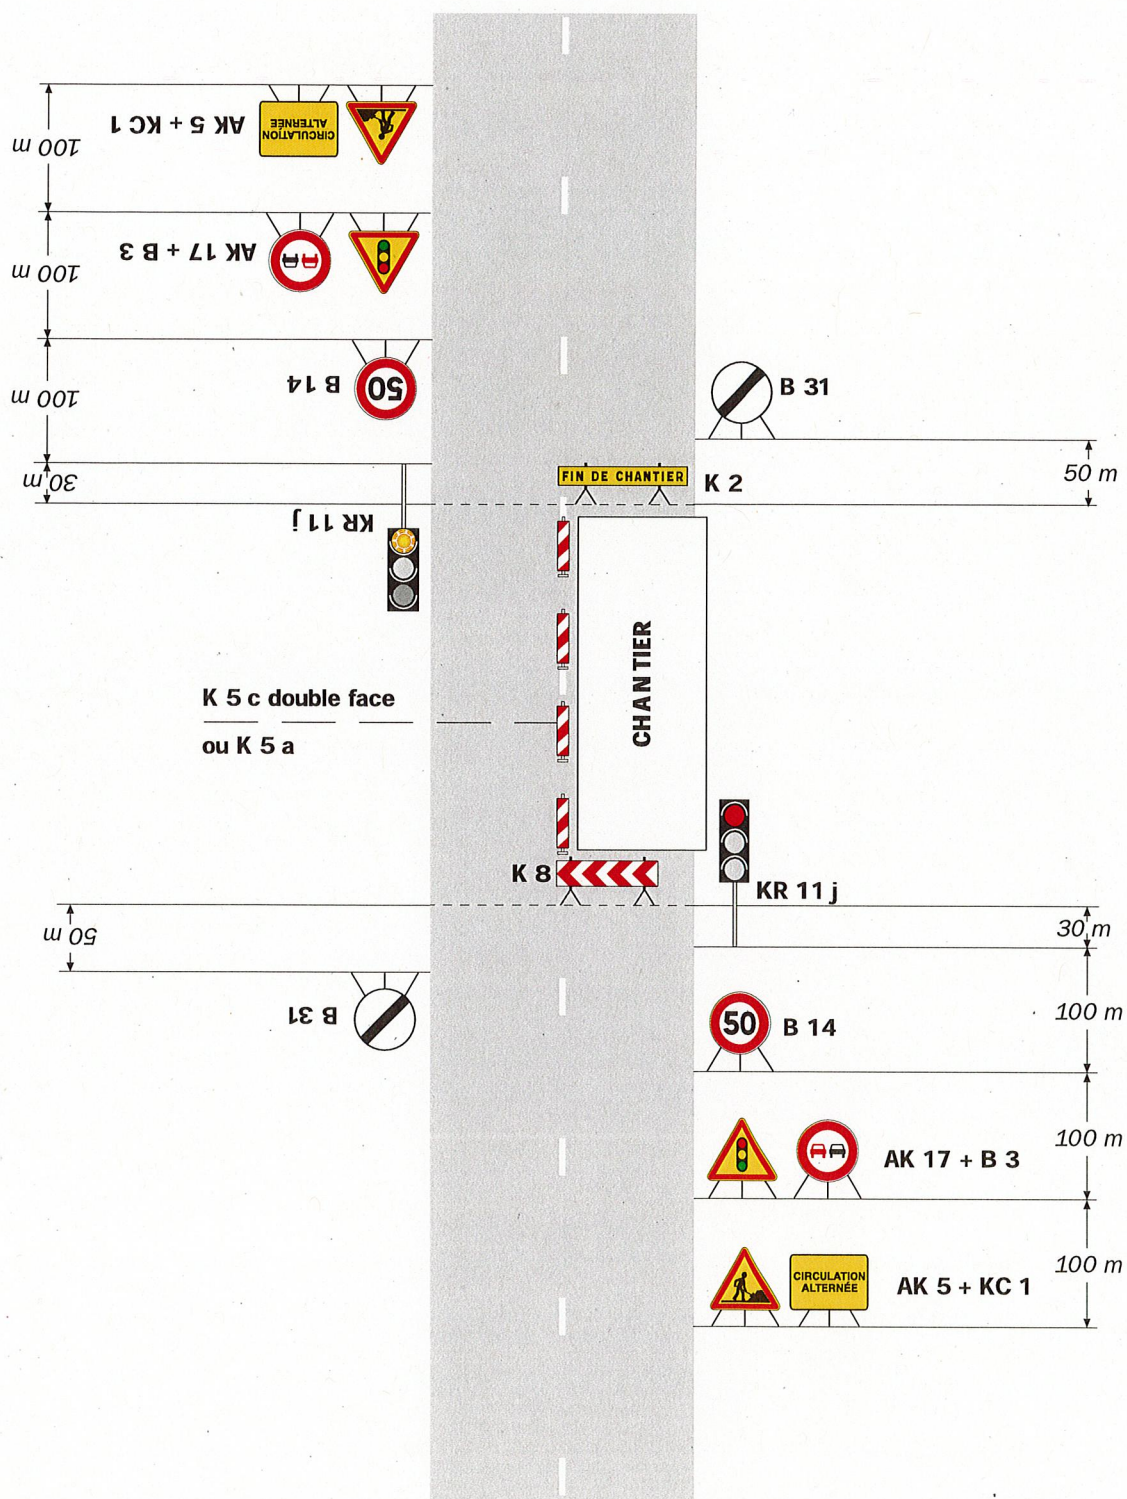 AK 5 + KC 1
CIRCULATION
ALTERNÉE
100 m
AK 17 + B 3
100 m
B 14
50
100 m
B 31
30 m
FIN DE CHANTIER
K 2
50 m
KR 11 j
CHANTIER
K 5 c double face
ou K 5 a
K 8
KR 11 j
50 m
30 m
B 31
50
B 14
100 m
AK 17 + B 3
100 m
CIRCULATION
ALTERNÉE
AK 5 + KC 1
100 m